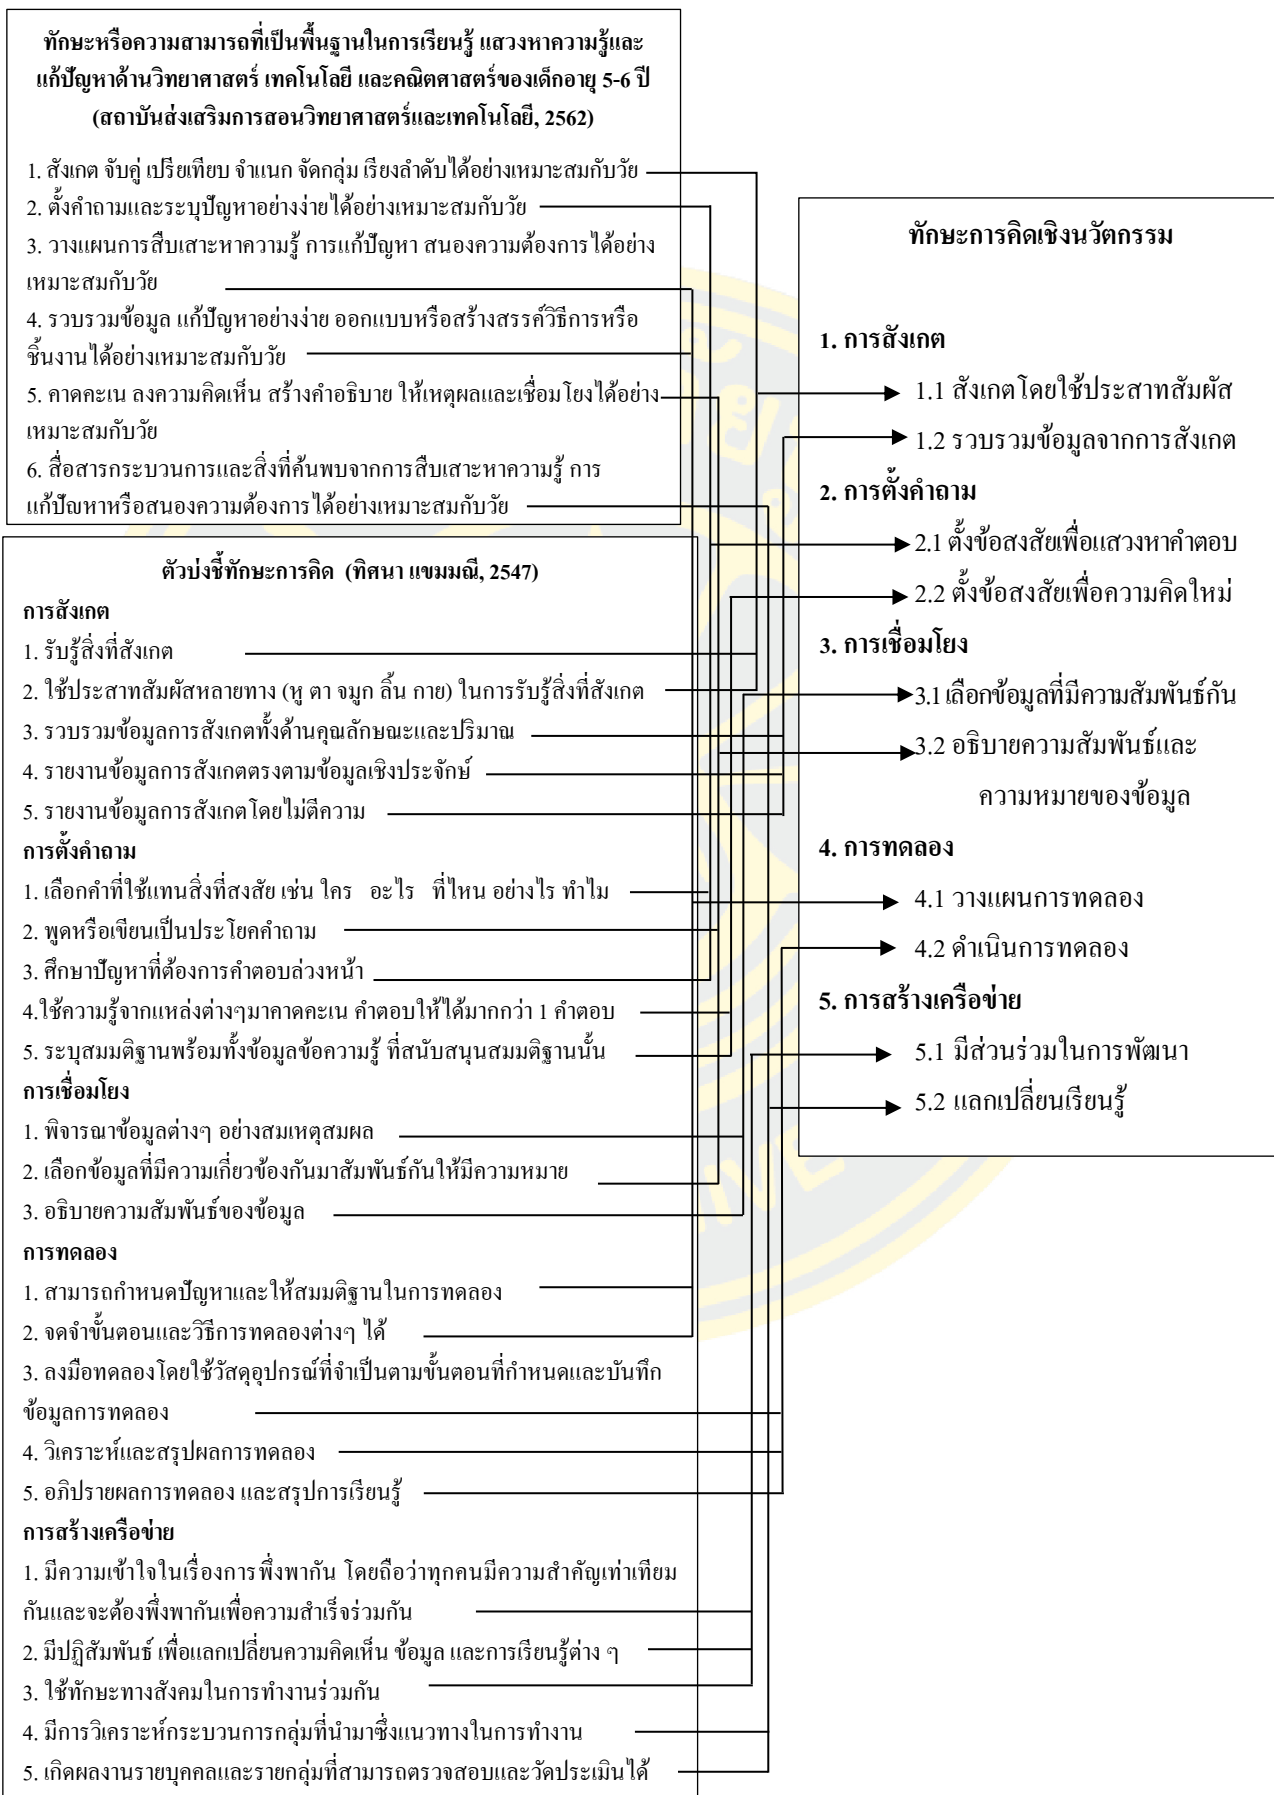 ทักษะหรือความสามารถที่เป็นพื้นฐานในการเรียนรู้ แสวงหาความรู้และ
แก้ปัญหาด้านวิทยาศาสตร์ เทคโนโลยี และคณิตศาสตร์ของเด็กอายุ 5-6 ปี
(สถาบันส่งเสริมการสอนวิทยาศาสตร์และเทคโนโลยี, 2562)
1. สังเกต จับคู่ เปรียเทียบ จำแนก จัดกลุ่ม เรียงลำดับได้อย่างเหมาะสมกับวัย
2. ตั้งคำถามและระบุปัญหาอย่างง่ายได้อย่างเหมาะสมกับวัย
3. วางแผนการสืบเสาะหาความรู้ การแก้ปัญหา สนองความต้องการได้อย่าง
เหมาะสมกับวัย
4. รวบรวมข้อมูล แก้ปัญหาอย่างง่าย ออกแบบหรือสร้างสรรค์วิธีการหรือ
ชิ้นงานได้อย่างเหมาะสมกับวัย
5. คาดคะเน ลงความคิดเห็น สร้างคำอธิบาย ให้เหตุผลและเชื่อมโยงได้อย่าง
เหมาะสมกับวัย
6. สื่อสารกระบวนการและสิ่งที่ค้นพบจากการสืบเสาะหาความรู้ การ
แก้ปัญหาหรือสนองความต้องการได้อย่างเหมาะสมกับวัย
ตัวบ่งชี้ทักษะการคิด (ทิศนา แขมมณี, 2547)
การสังเกต
1. รับรู้สิ่งที่สังเกต
2. ใช้ประสาทสัมผัสหลายทาง (หู ตา จมูก ลิ้น กาย) ในการรับรู้สิ่งที่สังเกต
3. รวบรวมข้อมูลการสังเกตทั้งด้านคุณลักษณะและปริมาณ
4. รายงานข้อมูลการสังเกตตรงตามข้อมูลเชิงประจักษ์
5. รายงานข้อมูลการสังเกตโดยไม่ตีความ
การตั้งคำถาม
1. เลือกคำที่ใช้แทนสิ่งที่สงสัย เช่น ใคร อะไร ที่ไหน อย่างไร ทำไม
2. พูดหรือเขียนเป็นประโยคคำถาม
3. ศึกษาปัญหาที่ต้องการคำตอบล่วงหน้า
4.ใช้ความรู้จากแหล่งต่างๆมาคาดคะเน คำตอบให้ได้มากกว่า 1 คำตอบ
5. ระบุสมมติฐานพร้อมทั้งข้อมูลข้อความรู้ ที่สนับสนุนสมมติฐานนั้น
การเชื่อมโยง
1. พิจารณาข้อมูลต่างๆ อย่างสมเหตุสมผล
2. เลือกข้อมูลที่มีความเกี่ยวข้องกันมาสัมพันธ์กันให้มีความหมาย
3. อธิบายความสัมพันธ์ของข้อมูล
การทดลอง
1. สามารถกำหนดปัญหาและให้สมมติฐานในการทดลอง
2. จดจำขั้นตอนและวิธีการทดลองต่างๆ ได้
3. ลงมือทดลองโดยใช้วัสดุอุปกรณ์ที่จำเป็นตามขั้นตอนที่กำหนดและบันทึก
ข้อมูลการทดลอง
4. วิเคราะห์และสรุปผลการทดลอง
5. อภิปรายผลการทดลอง และสรุปการเรียนรู้
การสร้างเครือข่าย
1. มีความเข้าใจในเรื่องการพึ่งพากัน โดยถือว่าทุกคนมีความสำคัญเท่าเทียม
กันและจะต้องพึ่งพากันเพื่อความสำเร็จร่วมกัน
2. มีปฏิสัมพันธ์ เพื่อแลกเปลี่ยนความคิดเห็น ข้อมูล และการเรียนรู้ต่าง ๆ
3. ใช้ทักษะทางสังคมในการทำงานร่วมกัน
4. มีการวิเคราะห์กระบวนการกลุ่มที่นำมาซึ่งแนวทางในการทำงาน
5. เกิดผลงานรายบุคคลและรายกลุ่มที่สามารถตรวจสอบและวัดประเมินได้
ทักษะการคิดเชิงนวัตกรรม
1. การสังเกต
1.1 สังเกตโดยใช้ประสาทสัมผัส
1.2 รวบรวมข้อมูลจากการสังเกต
2. การตั้งคำถาม
2.1 ตั้งข้อสงสัยเพื่อแสวงหาคำตอบ
2.2 ตั้งข้อสงสัยเพื่อความคิดใหม่
3. การเชื่อมโยง
3.1 เลือกข้อมูลที่มีความสัมพันธ์กัน
3.2 อธิบายความสัมพันธ์และ
ความหมายของข้อมูล
4. การทดลอง
4.1 วางแผนการทดลอง
4.2 ดำเนินการทดลอง
5. การสร้างเครือข่าย
5.1 มีส่วนร่วมในการพัฒนา
5.2 แลกเปลี่ยนเรียนรู้